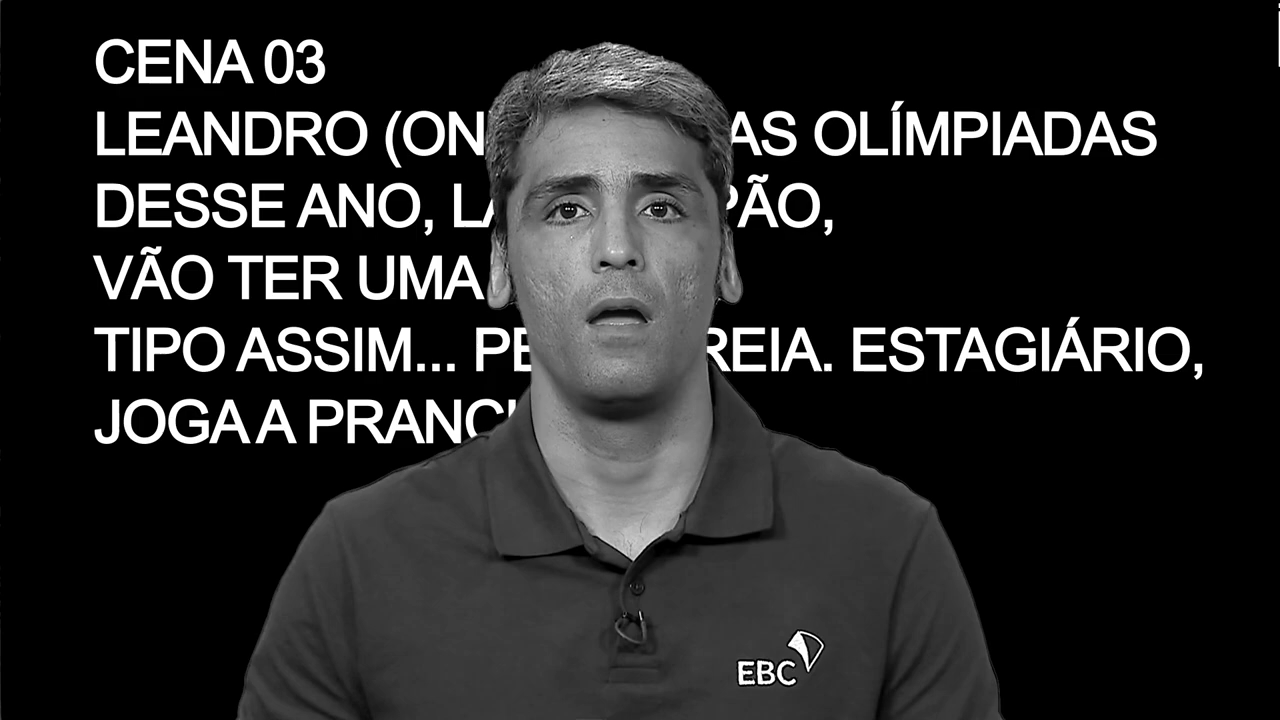 CENA 03
LEANDRO (ON AS OLÍMPIADAS
DESSE ANO, LA PÃO,
VÃO TER UMA
TIPO ASSIM... PE REIA. ESTAGIÁRIO,
JOGA A PRANC
EBC